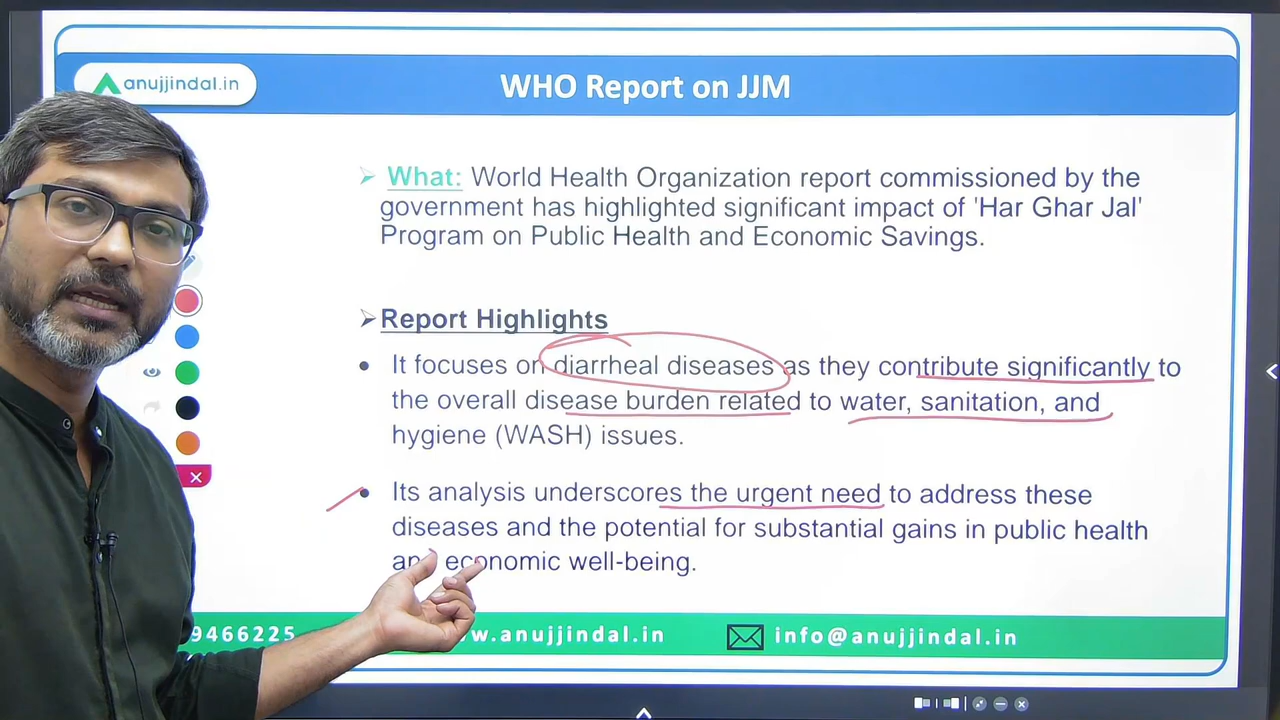 anujjindal.in
WHO Report on JJM
What: World Health Organization report commissioned by the
government has highlighted significant impact of 'Har Ghar Jal'
Program on Public Health and Economic Savings.
Report Highlights
It focuses on diarrheal diseases as they contribute significantly to
the overall disease burden related to water, sanitation, and
hygiene (WASH) issues.
Its analysis underscores the urgent need to address these
diseases and the potential for substantial gains in public health
and economic well-being.
9466225
www.anujjindal.in
info@anujjindal.in